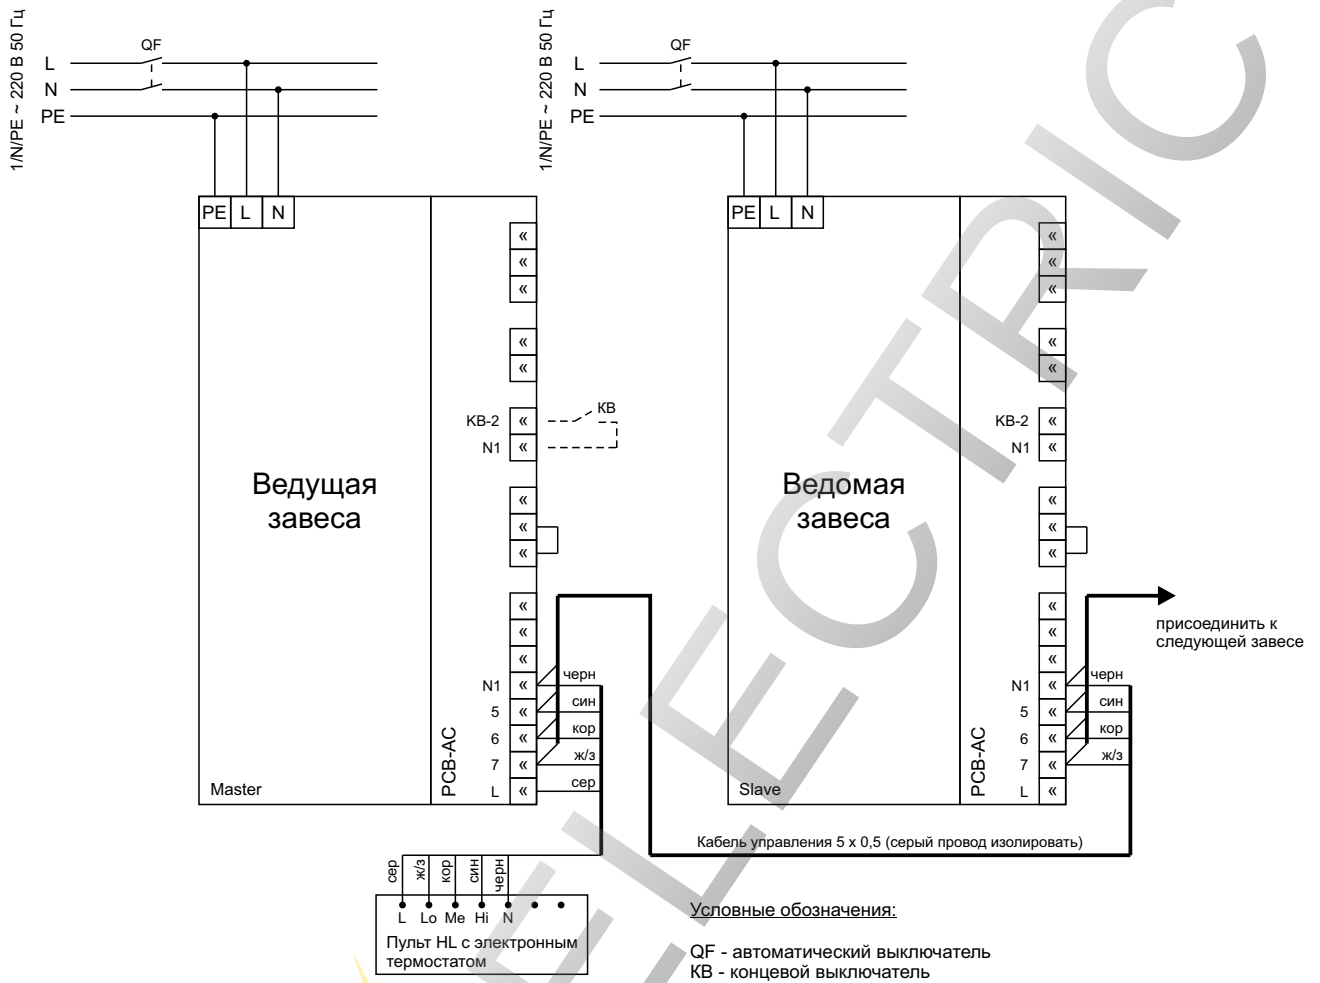 1/N/PE ~ 220 В 50 Гц
L
QF
N
PE
1/N/PE ~ 220 В 50 Гц
L
QF
N
PE
PE L N
«
«
«
«
«
КВ-2 «
КВ
N1 «
Ведущая
завеса
«
«
«
«
«
«
N1 « черн
5 « син
6 « кор
7 « ж/з
L « сер
PCB-AC
Master
PE L N
«
«
«
«
«
КВ-2 «
N1 «
Ведомая
завеса
«
«
«
«
«
«
N1 « черн
5 « син
6 « кор
7 « ж/з
L «
PCB-AC
Slave
присоединить к
следующей завесе
Кабель управления 5 х 0,5 (серый провод изолировать)
сер ж/з кор син черн
L Lo Me Hi N
Пульт HL с электронным
термостатом
Условные обозначения:
QF - автоматический выключатель
КВ - концевой выключатель
ELECTRIC